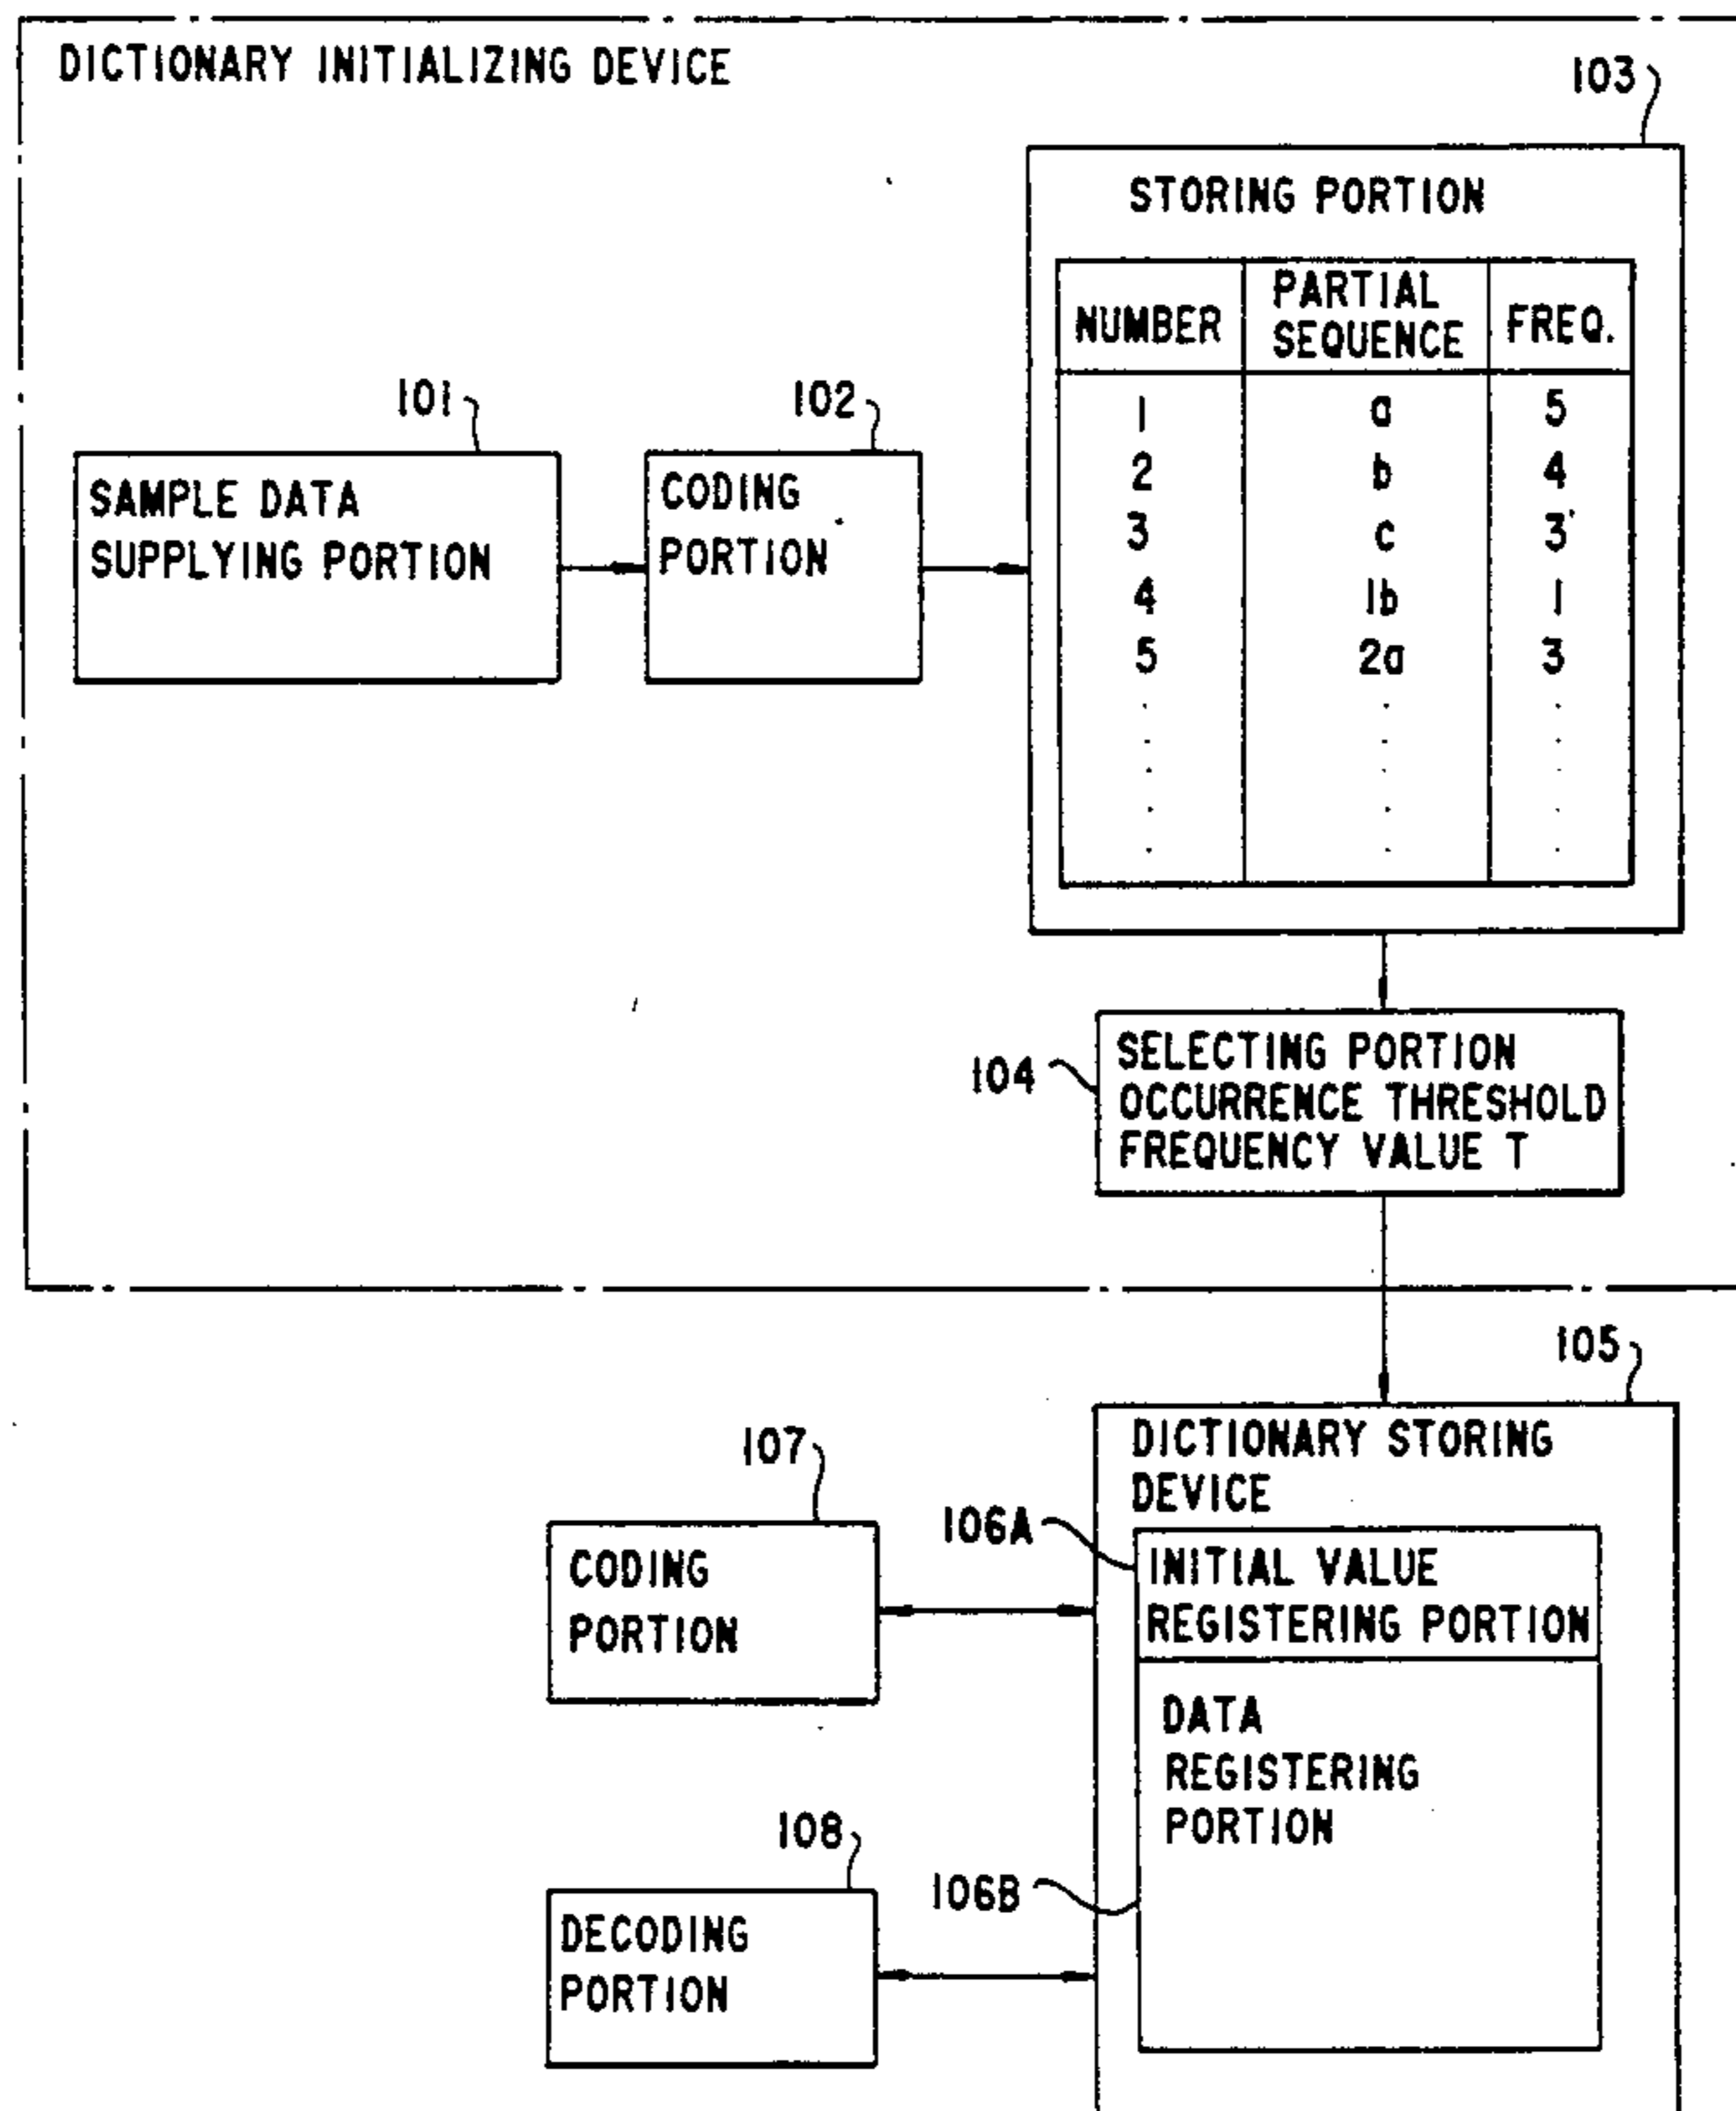 DICTIONARY INITIALIZING DEVICE
103
STORING PORTION
NUMBER PARTIAL SEQUENCE FREQ.
1 a 5
2 b 4
3 c 3
4 1b 1
5 2a 3
101
SAMPLE DATA
SUPPLYING PORTION
102
CODING
PORTION
104
SELECTING PORTION
OCCURRENCE THRESHOLD
FREQUENCY VALUE T
105
DICTIONARY STORING
DEVICE
106A
INITIAL VALUE
REGISTERING PORTION
107
CODING
PORTION
DATA
REGISTERING
PORTION
106B
108
DECODING
PORTION